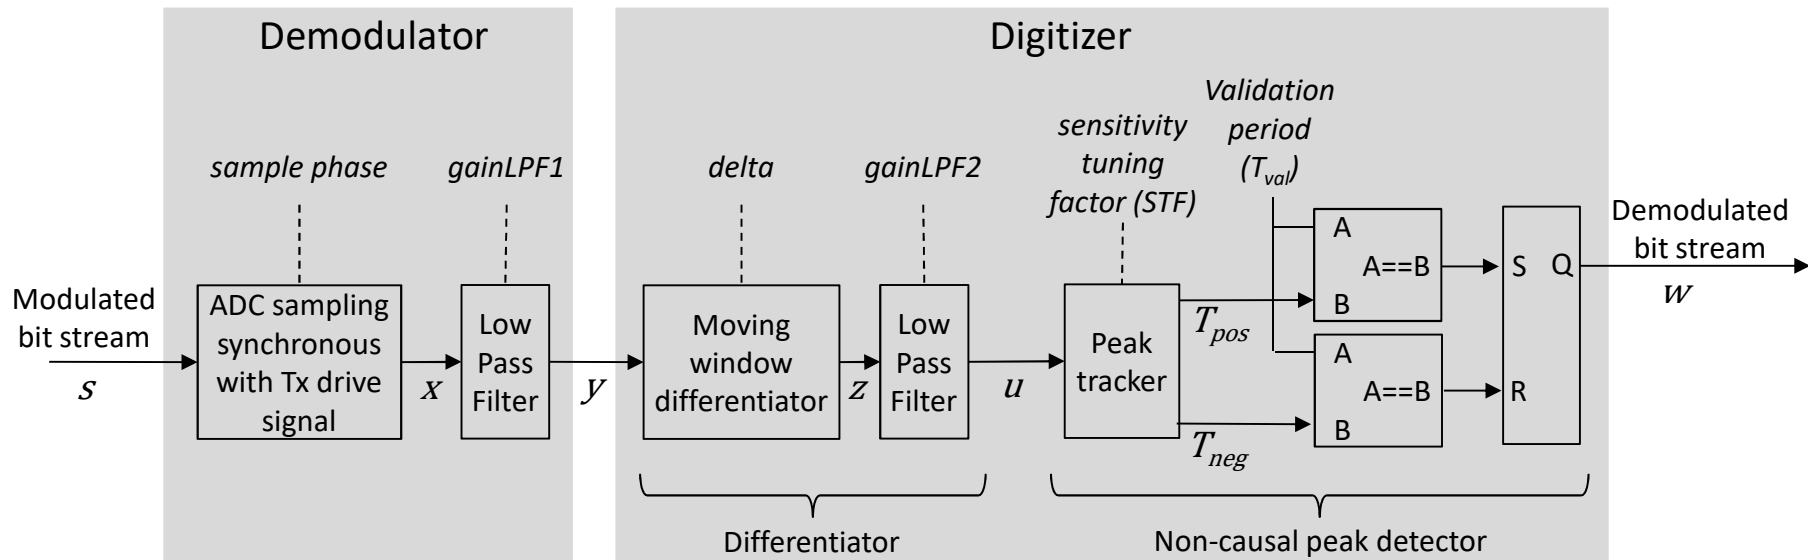 Demodulator
Digitizer
sample phase
gainLPF1
delta
gainLPF2
sensitivity
tuning
factor (STF)
Validation
period
(Tval)
Modulated
bit stream
s
ADC sampling
synchronous
with Tx drive
signal
x
Low
Pass
Filter
y
Moving
window
differentiator
z
Low
Pass
Filter
u
Peak
tracker
Tpos
Tneg
A
A==B
B
A
A==B
B
S Q
R
Demodulated
bit stream
w
Differentiator
Non-causal peak detector